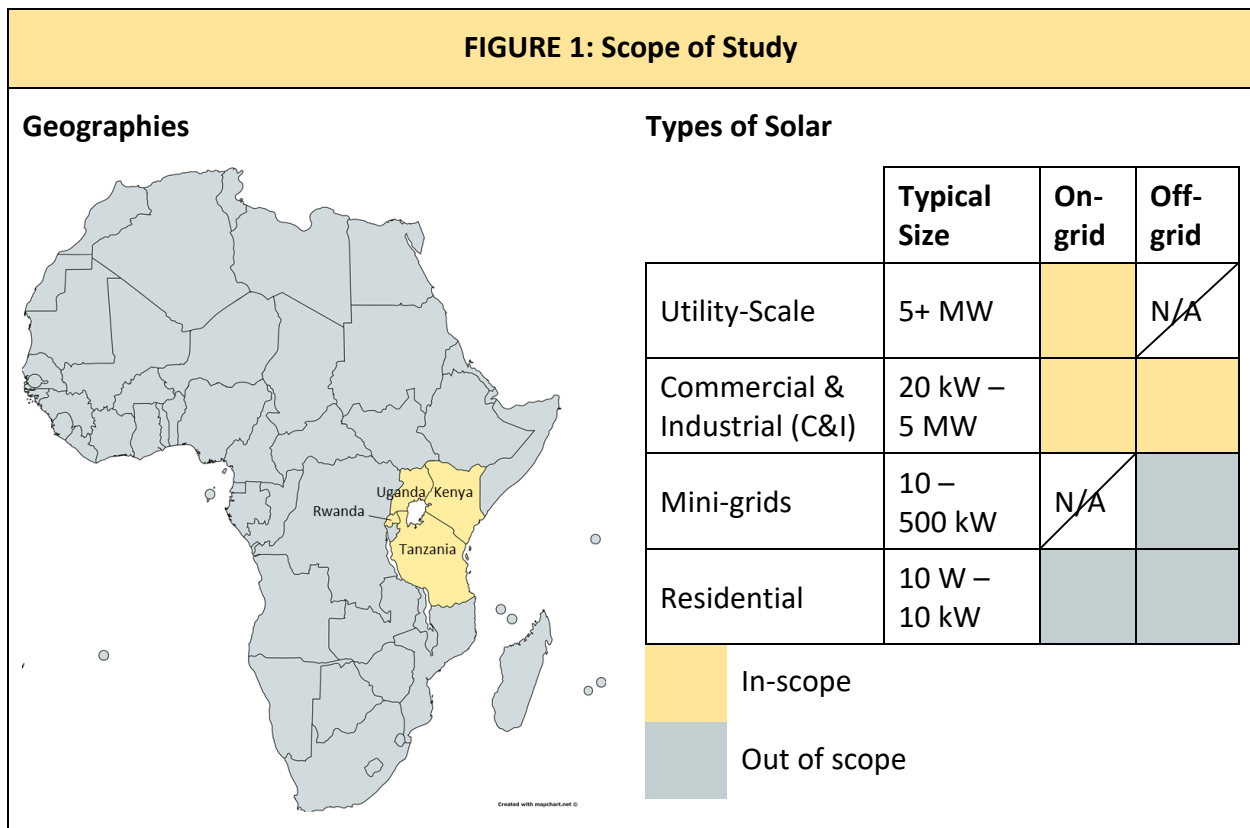 FIGURE 1: Scope of Study
Geographies
Uganda
Kenya
Rwanda
Tanzania
Created with mapchart.net ©
Types of Solar
Typical
Size
On-
grid
Off-
grid
Utility-Scale
5+ MW
N/A
Commercial &
Industrial (C&I)
20 kW –
5 MW
Mini-grids
10 –
500 kW
N/A
Residential
10 W –
10 kW
In-scope
Out of scope